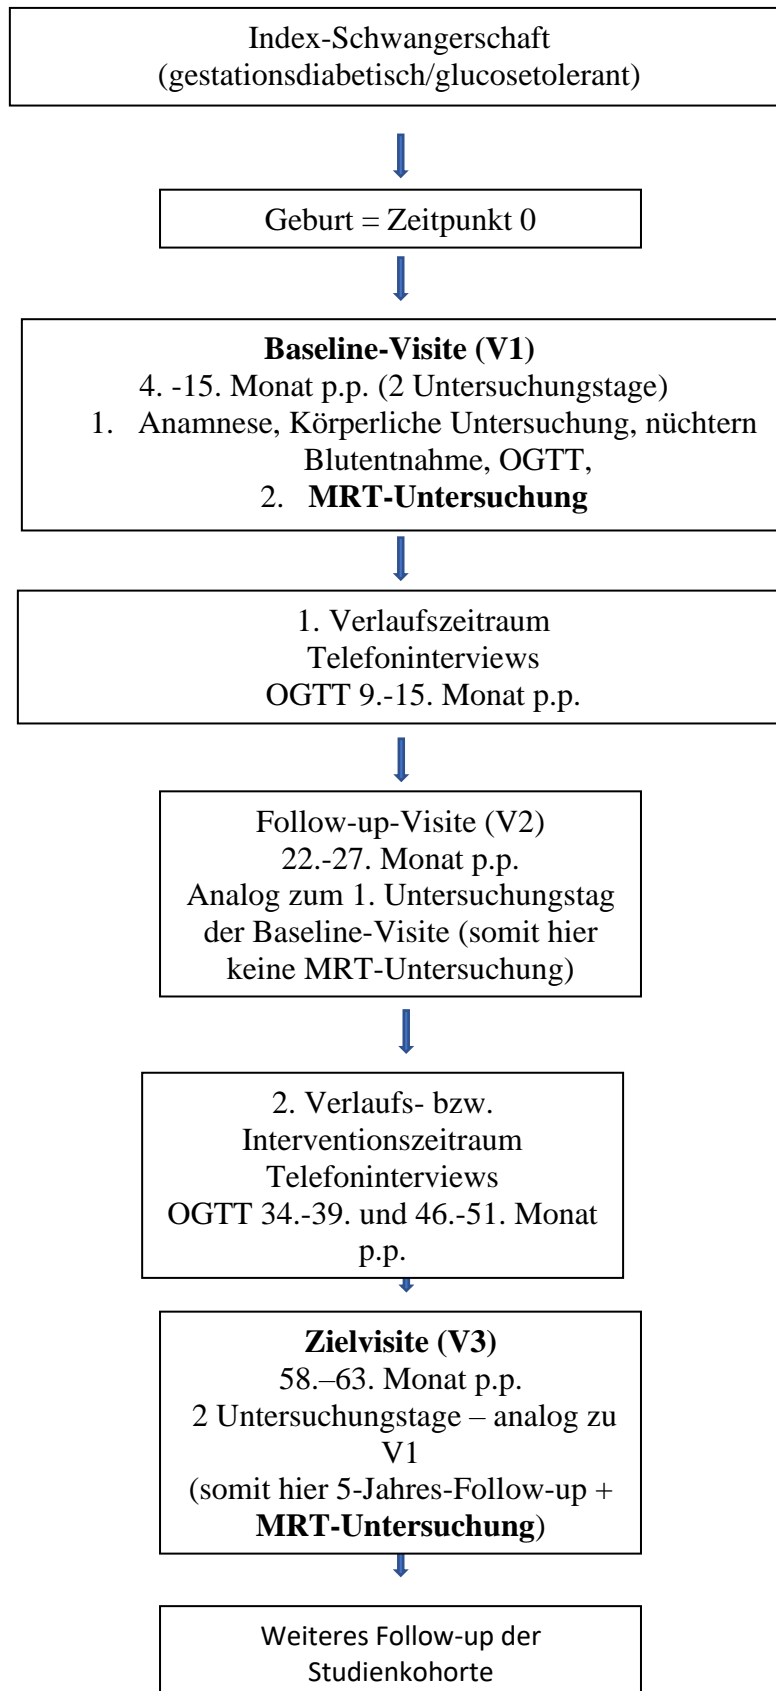 Index-Schwangerschaft
(gestationsdiabetisch/glucosetolerant)
Geburt = Zeitpunkt 0
Baseline-Visite (V1)
4. -15. Monat p.p. (2 Untersuchungstage)
1. Anamnese, Körperliche Untersuchung, nüchtern
Blutentnahme, OGTT,
2. MRT-Untersuchung
1. Verlaufszeitraum
Telefoninterviews
OGTT 9.-15. Monat p.p.
Follow-up-Visite (V2)
22.-27. Monat p.p.
Analog zum 1. Untersuchungstag
der Baseline-Visite (somit hier
keine MRT-Untersuchung)
2. Verlaufs- bzw.
Interventionszeitraum
Telefoninterviews
OGTT 34.-39. und 46.-51. Monat
p.p.
Zielvisite (V3)
58.–63. Monat p.p.
2 Untersuchungstage – analog zu
V1
(somit hier 5-Jahres-Follow-up +
MRT-Untersuchung)
Weiteres Follow-up der
Studienkohorte